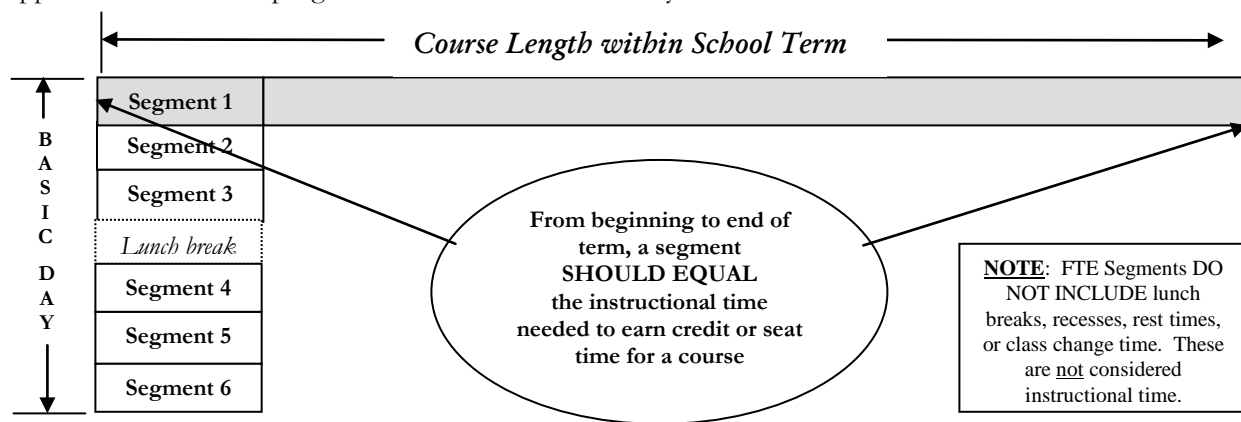 Course Length within School Term
BASIC DAY
Segment 1
Segment 2
Segment 3
Lunch break
Segment 4
Segment 5
Segment 6
From beginning to end of
term, a segment
SHOULD EQUAL
the instructional time
needed to earn credit or seat
time for a course
NOTE: FTE Segments DO
NOT INCLUDE lunch
breaks, recesses, rest times,
or class change time. These
are not considered
instructional time.